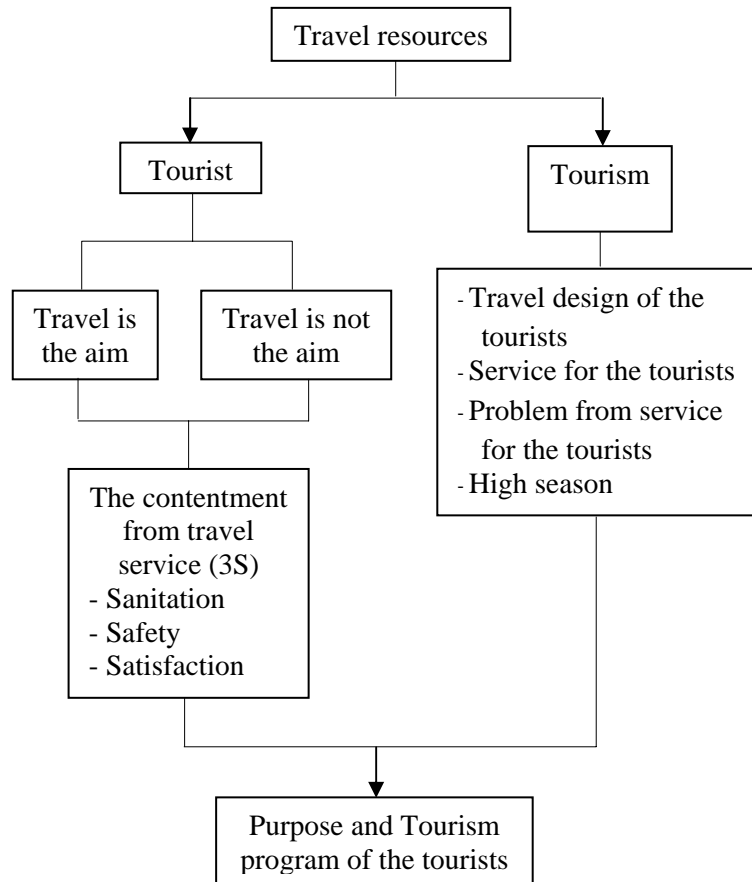 Travel resources
Tourist
Tourism
Travel is
the aim
Travel is not
the aim
- Travel design of the
tourists
- Service for the tourists
- Problem from service
for the tourists
- High season
The contentment
from travel
service (3S)
- Sanitation
- Safety
- Satisfaction
Purpose and Tourism
program of the tourists